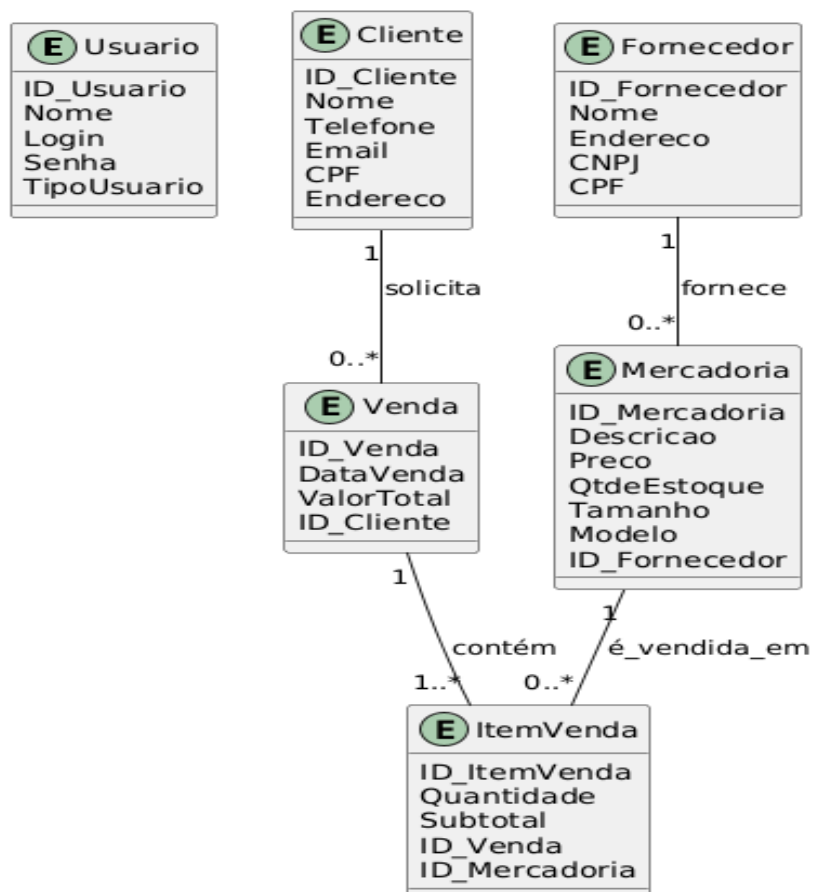 E Usuario
ID_Usuario
Nome
Login
Senha
TipoUsuario
E Cliente
ID_Cliente
Nome
Telefone
Email
CPF
Endereco
E Fornecedor
ID_Fornecedor
Nome
Endereco
CNPJ
CPF
1
solicita
0..*
1
fornece
0..*
E Venda
ID_Venda
DataVenda
ValorTotal
ID_Cliente
E Mercadoria
ID_Mercadoria
Descricao
Preco
QtdeEstoque
Tamanho
Modelo
ID_Fornecedor
1
contém
1..*
1
é_vendida_em
0..*
E ItemVenda
ID_ItemVenda
Quantidade
Subtotal
ID_Venda
ID_Mercadoria